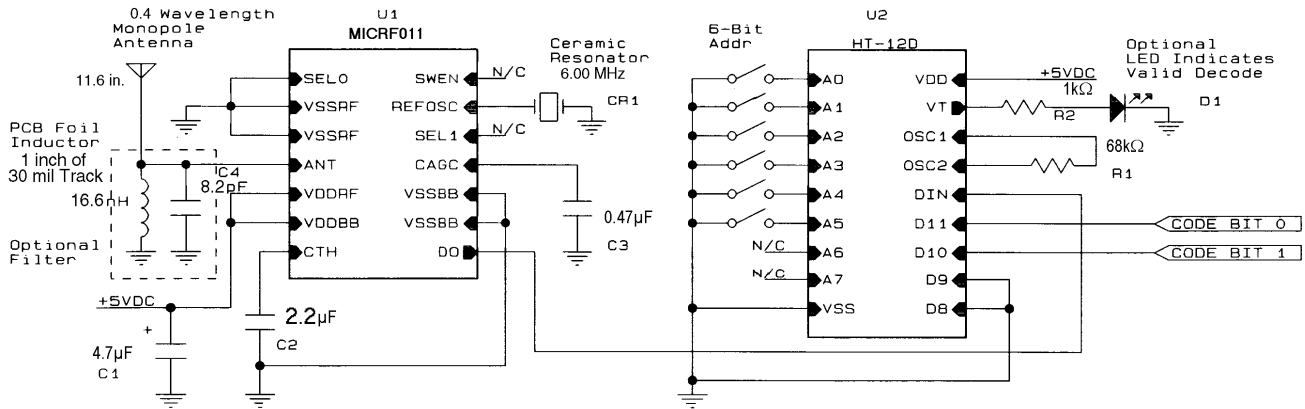 0.4 Wavelength
Monopole
Antenna
11.6 in.
PCB Foil
Inductor
1 inch of
30 mil Track
16.6nH
Optional
Filter
C4
8.2pF
+5VDC
+
4.7µF
C1
2.2µF
C2
U1
MICRF011
SEL0
VSSRF
VSSRF
ANT
VDDRF
VDDBB
CTH
SWEN
REFOSC
SEL1
CAGC
VSSBB
VSSBB
DO
N/C
N/C
Ceramic
Resonator
6.00 MHz
CR1
0.47µF
C3
6-Bit
Addr
U2
HT-12D
A0
A1
A2
A3
A4
A5
A6
A7
VSS
N/C
N/C
VDD
VT
OSC1
OSC2
DIN
D11
D10
D9
D8
+5VDC
1kΩ
R2
68kΩ
R1
Optional
LED Indicates
Valid Decode
D1
CODE BIT 0
CODE BIT 1